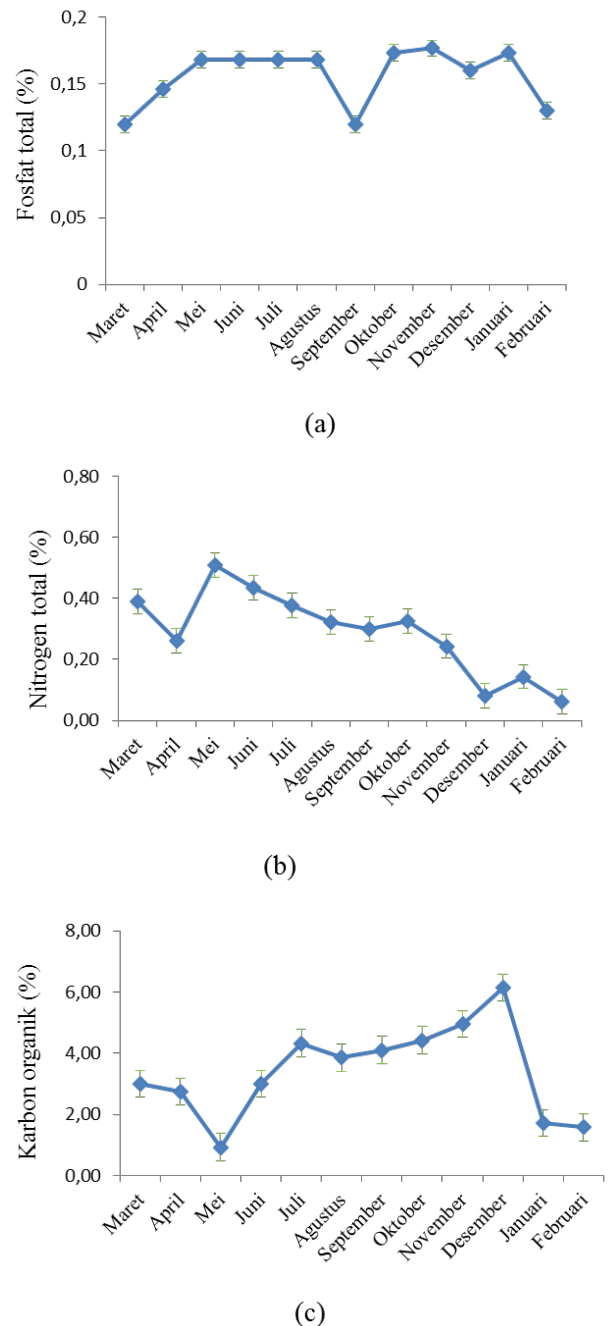 Fosfat total (%)
0,2
0,15
0,1
0,05
0
Maret
April
Mei
Juni
Juli
Agustus
September
Oktober
November
Desember
Januari
Februari
(a)
Nitrogen total (%)
0,80
0,60
0,40
0,20
0,00
Maret
April
Mei
Juni
Juli
Agustus
September
Oktober
November
Desember
Januari
Februari
(b)
Karbon organik (%)
8,00
6,00
4,00
2,00
0,00
Maret
April
Mei
Juni
Juli
Agustus
September
Oktober
November
Desember
Januari
Februari
(c)